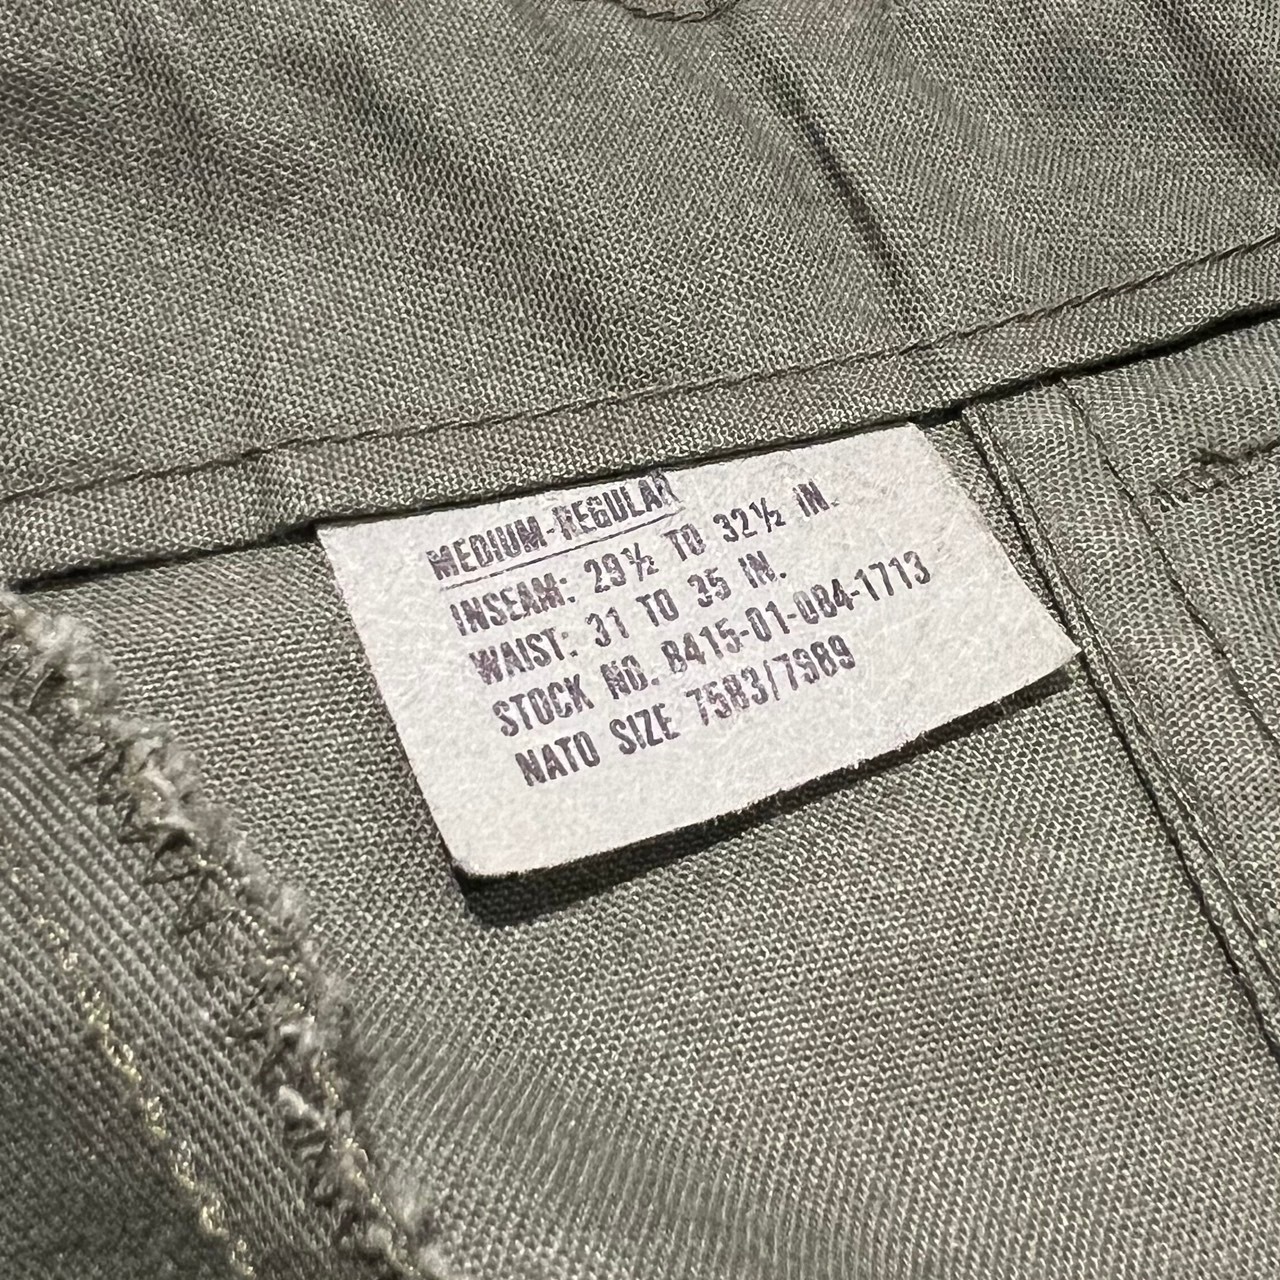 MEDIUM-REGULAR
INSEAM: 29½ TO 32½ IN.
WAIST: 31 TO 35 IN.
STOCK NO. 8415-01-084-1713
NATO SIZE 7583/7989